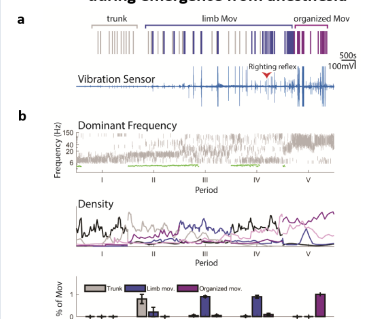 during emergence from anesthesia
a
trunk limb Mov organized Mov
500s
100mV
Righting reflex
Vibration Sensor
b
Dominant Frequency
Frequency (Hz)
150
40
20
6
I II III IV V
Period
Density
I II III IV V
Period
% of Mov
1
0
Trunk Limb mov. Organized mov.